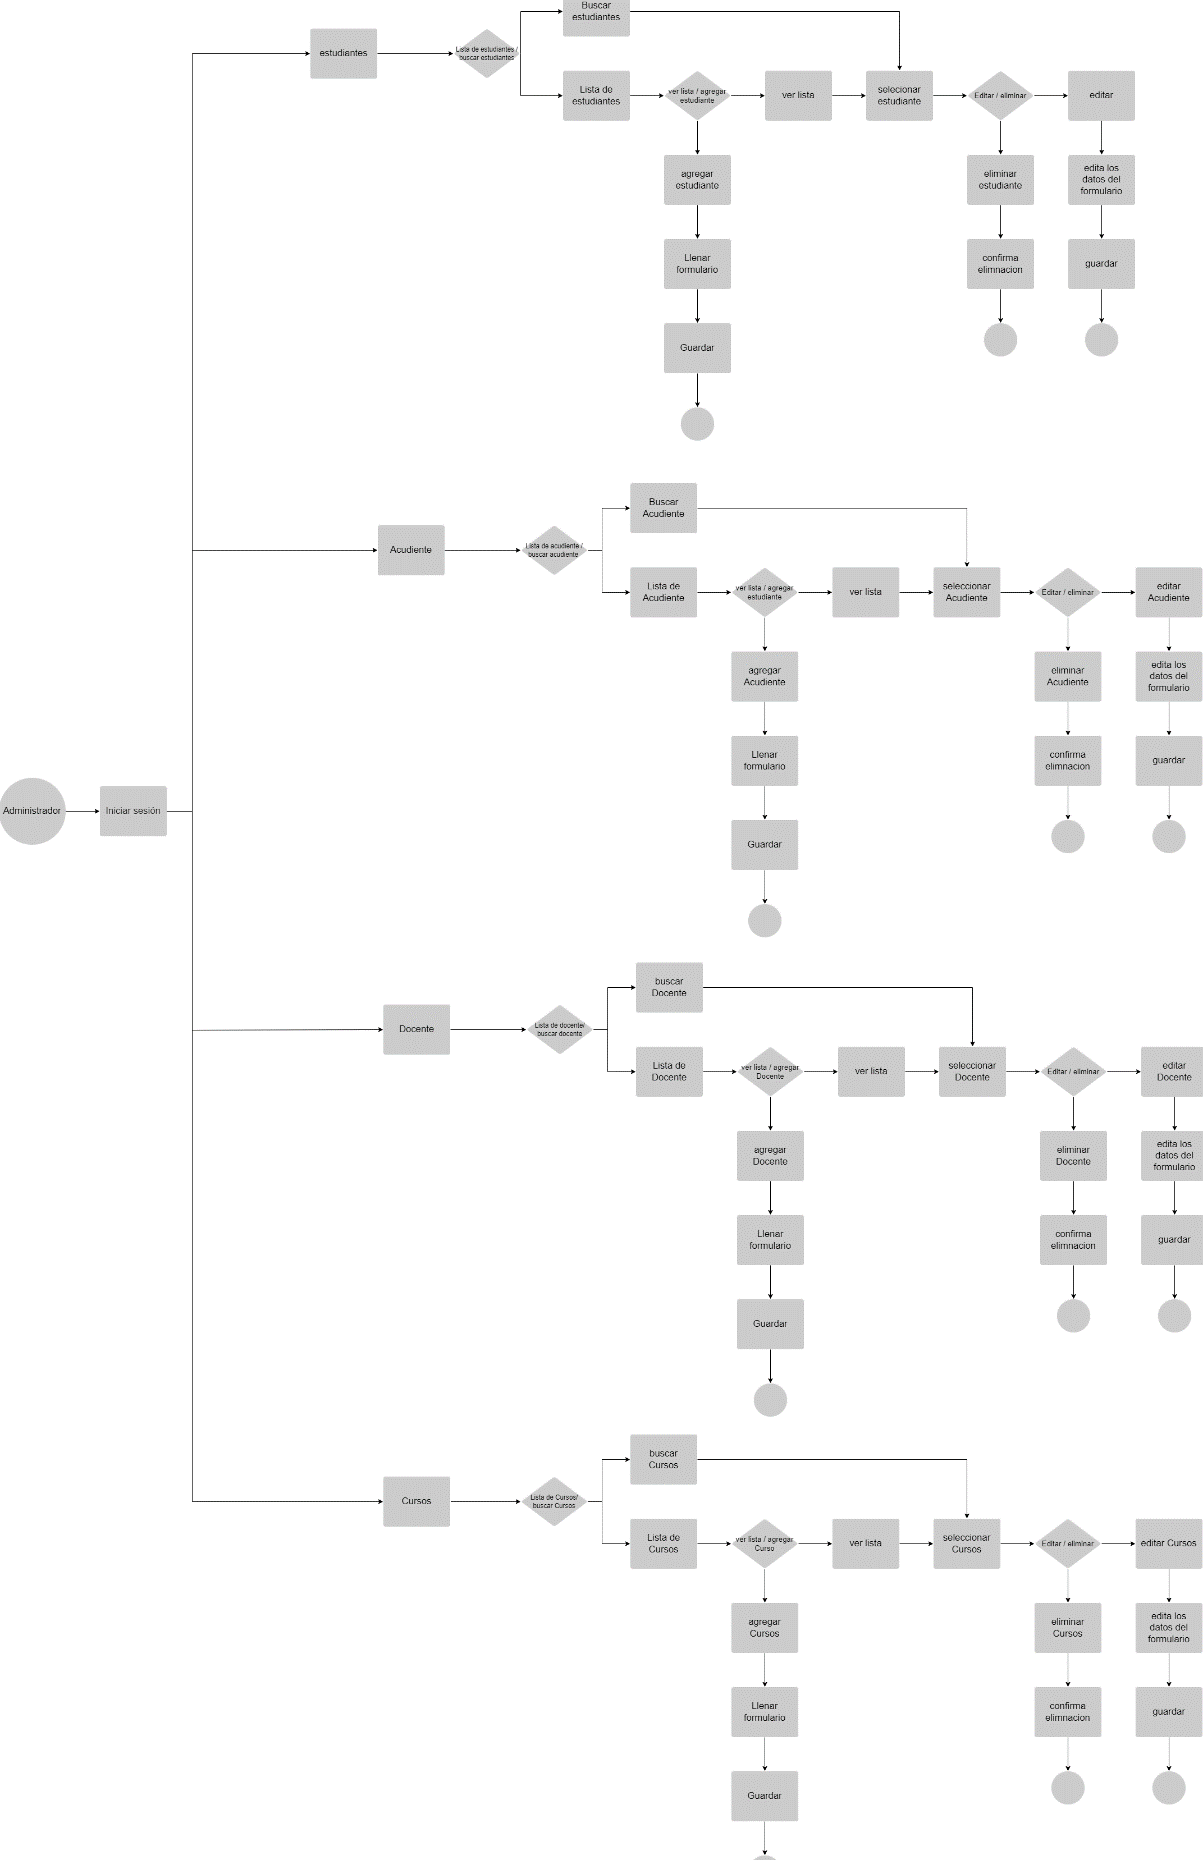 Buscar
estudiantes
estudiantes
Lista de estudiantes /
buscar estudiantes
Lista de
estudiantes
ver lista / agregar
estudiante
ver lista
selecionar
estudiante
Editar / eliminar
editar
agregar
estudiante
eliminar
estudiante
edita los
datos del
formulario
Llenar
formulario
confirma
elimnacion
guardar
Guardar
Buscar
Acudiente
Acudiente
Lista de acudiente /
buscar acudiente
Lista de
Acudiente
ver lista / agregar
estudiante
ver lista
seleccionar
Acudiente
Editar / eliminar
editar
Acudiente
agregar
Acudiente
eliminar
Acudiente
edita los
datos del
formulario
Llenar
formulario
confirma
elimnacion
guardar
Administrador
Iniciar sesión
Guardar
buscar
Docente
Docente
Lista de docente/
buscar docente
Lista de
Docente
ver lista / agregar
Docente
ver lista
seleccionar
Docente
Editar / eliminar
editar
Docente
agregar
Docente
eliminar
Docente
edita los
datos del
formulario
Llenar
formulario
confirma
elimnacion
guardar
Guardar
buscar
Cursos
Cursos
Lista de Cursos/
buscar Cursos
Lista de
Cursos
ver lista / agregar
Curso
ver lista
seleccionar
Cursos
Editar / eliminar
editar Cursos
agregar
Cursos
eliminar
Cursos
edita los
datos del
formulario
Llenar
formulario
confirma
elimnacion
guardar
Guardar